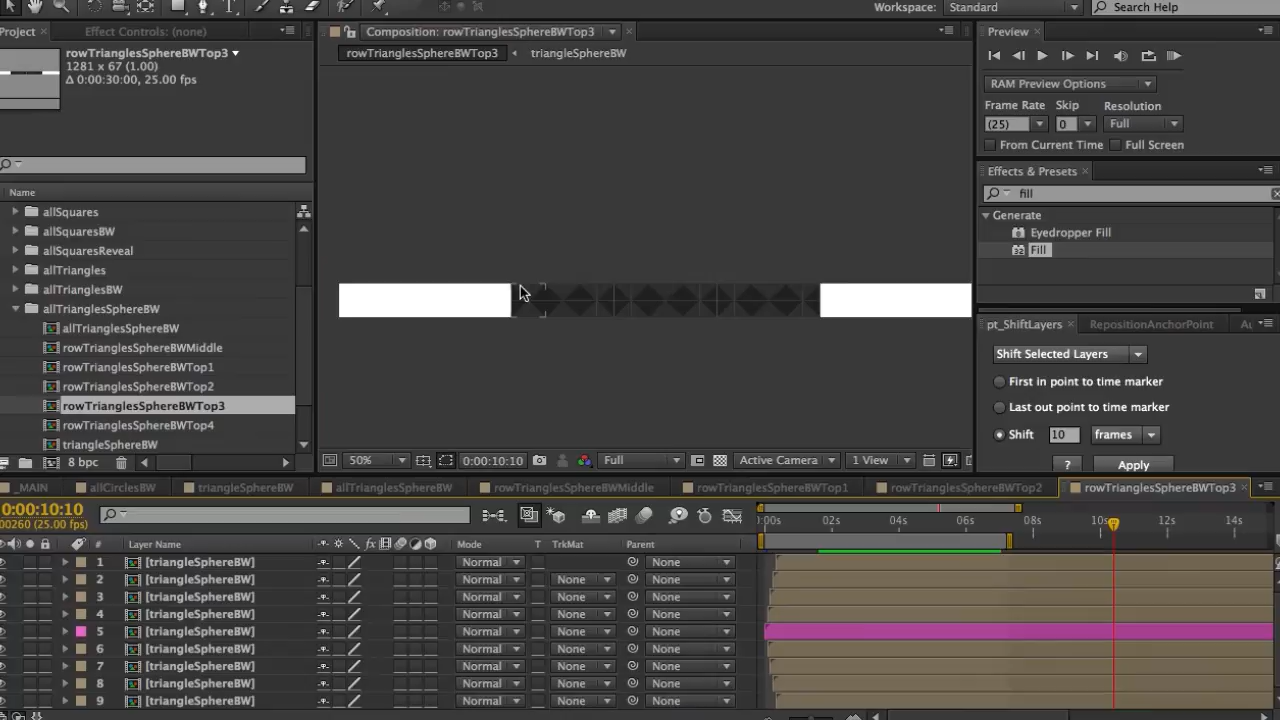 Workspace: Standard Search Help
Project Effect Controls: (none) Composition: rowTrianglesSphereBWTop3 Preview
rowTrianglesSphereBWTop3
1281 x 67 (1.00)
Δ 0:00:30:00, 25.00 fps
rowTrianglesSphereBWTop3 triangleSphereBW
RAM Preview Options
Frame Rate Skip Resolution
(25) 0 Full
From Current Time Full Screen
Effects & Presets
fill
Generate
Eyedropper Fill
32 Fill
Name
allSquares
allSquaresBW
allSquaresReveal
allTriangles
allTrianglesBW
allTrianglesSphereBW
allTrianglesSphereBW
rowTrianglesSphereBWMiddle
rowTrianglesSphereBWTop1
rowTrianglesSphereBWTop2
rowTrianglesSphereBWTop3
rowTrianglesSphereBWTop4
triangleSphereBW
8 bpc
50% 0:00:10:10 Full Active Camera 1 View
pt_ShiftLayers RepositionAnchorPoint
Shift Selected Layers
First in point to time marker
Last out point to time marker
Shift 10 frames
? Apply
_MAIN allCirclesBW triangleSphereBW allTrianglesSphereBW rowTrianglesSphereBWMiddle rowTrianglesSphereBWTop1 rowTrianglesSphereBWTop2 rowTrianglesSphereBWTop3
0:00:10:10
00260 (25.00 fps)
:00s 02s 04s 06s 08s 10s 12s 14s
# Layer Name fx Mode T TrkMat Parent
1 [triangleSphereBW] Normal None
2 [triangleSphereBW] Normal None None
3 [triangleSphereBW] Normal None None
4 [triangleSphereBW] Normal None None
5 [triangleSphereBW] Normal None None
6 [triangleSphereBW] Normal None None
7 [triangleSphereBW] Normal None None
8 [triangleSphereBW] Normal None None
9 [triangleSphereBW] Normal None None